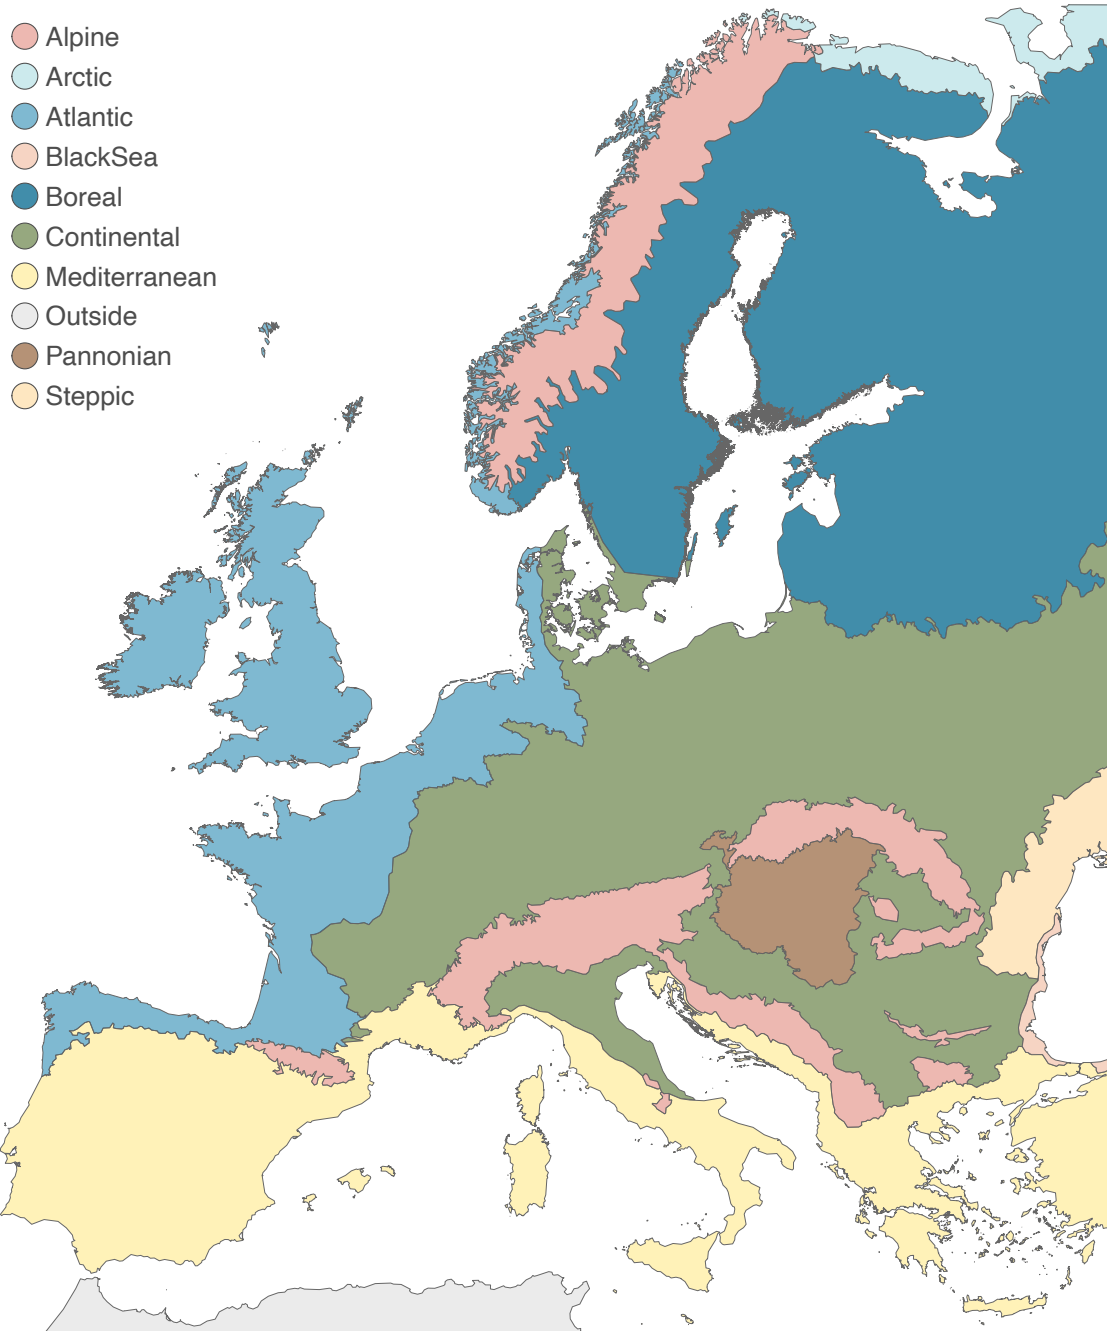 Alpine
Arctic
Atlantic
BlackSea
Boreal
Continental
Mediterranean
Outside
Pannonian
Steppic